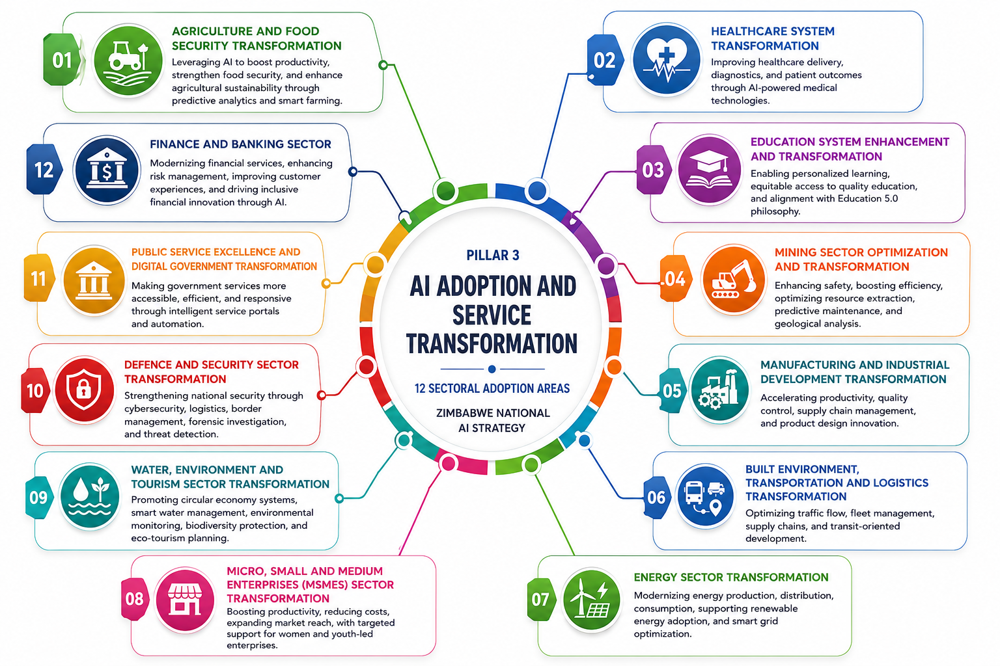 01
AGRICULTURE AND FOOD
SECURITY TRANSFORMATION
Leveraging AI to boost productivity,
strengthen food security, and enhance
agricultural sustainability through
predictive analytics and smart farming.
02
HEALTHCARE SYSTEM
TRANSFORMATION
Improving healthcare delivery,
diagnostics, and patient outcomes
through AI-powered medical
technologies.
03
EDUCATION SYSTEM ENHANCEMENT
AND TRANSFORMATION
Enabling personalized learning,
equitable access to quality education,
and alignment with Education 5.0
philosophy.
04
MINING SECTOR OPTIMIZATION
AND TRANSFORMATION
Enhancing safety, boosting efficiency,
optimizing resource extraction,
predictive maintenance, and
geological analysis.
05
MANUFACTURING AND INDUSTRIAL
DEVELOPMENT TRANSFORMATION
Accelerating productivity, quality
control, supply chain management,
and product design innovation.
06
BUILT ENVIRONMENT,
TRANSPORTATION AND LOGISTICS
TRANSFORMATION
Optimizing traffic flow, fleet management,
supply chains, and transit-oriented
development.
07
ENERGY SECTOR TRANSFORMATION
Modernizing energy production, distribution,
consumption, supporting renewable
energy adoption, and smart grid
optimization.
08
MICRO, SMALL AND MEDIUM
ENTERPRISES (MSMES) SECTOR
TRANSFORMATION
Boosting productivity, reducing costs,
expanding market reach, with targeted
support for women and youth-led
enterprises.
09
WATER, ENVIRONMENT AND
TOURISM SECTOR TRANSFORMATION
Promoting circular economy systems,
smart water management, environmental
monitoring, biodiversity protection, and
eco-tourism planning.
10
DEFENCE AND SECURITY SECTOR
TRANSFORMATION
Strengthening national security through
cybersecurity, logistics, border
management, forensic investigation,
and threat detection.
11
PUBLIC SERVICE EXCELLENCE AND
DIGITAL GOVERNMENT TRANSFORMATION
Making government services more
accessible, efficient, and responsive
through intelligent service portals
and automation.
12
$
FINANCE AND BANKING SECTOR
Modernizing financial services, enhancing
risk management, improving customer
experiences, and driving inclusive
financial innovation through AI.
PILLAR 3
AI ADOPTION AND
SERVICE
TRANSFORMATION
12 SECTORAL ADOPTION AREAS
ZIMBABWE NATIONAL
AI STRATEGY